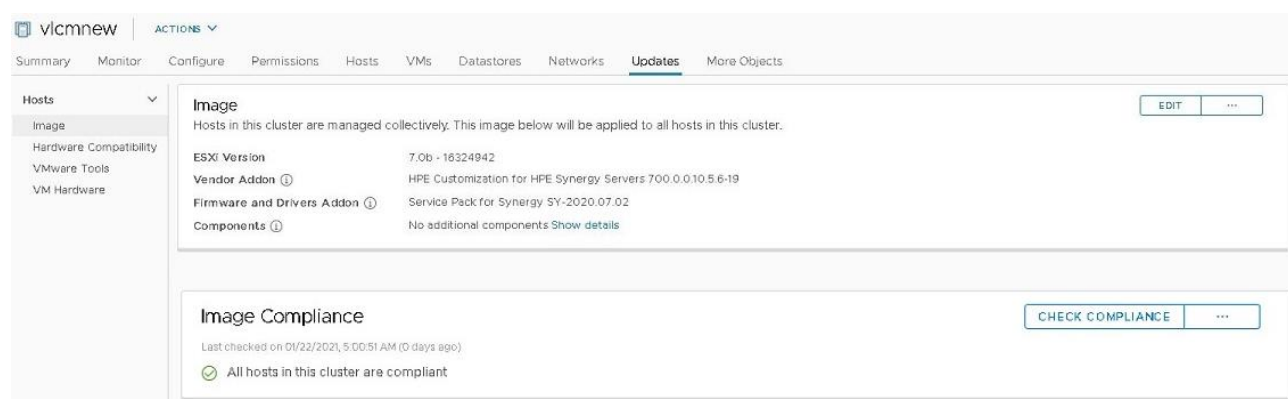 vlcmnew ACTIONS
Summary Monitor Configure Permissions Hosts VMs Datastores Networks Updates More Objects
Hosts
Image
Hardware Compatibility
VMware Tools
VM Hardware
Image
EDIT ...
Hosts in this cluster are managed collectively. This image below will be applied to all hosts in this cluster.
ESXi Version 7.0b - 16324942
Vendor Addon 700.0.0.10.5.6-19 HPE Customization for HPE Synergy Servers
Firmware and Drivers Addon Service Pack for Synergy SY-2020.07.02
Components No additional components Show details
Image Compliance
CHECK COMPLIANCE ...
Last checked on 01/22/2021, 5:00:51 AM (0 days ago)
All hosts in this cluster are compliant